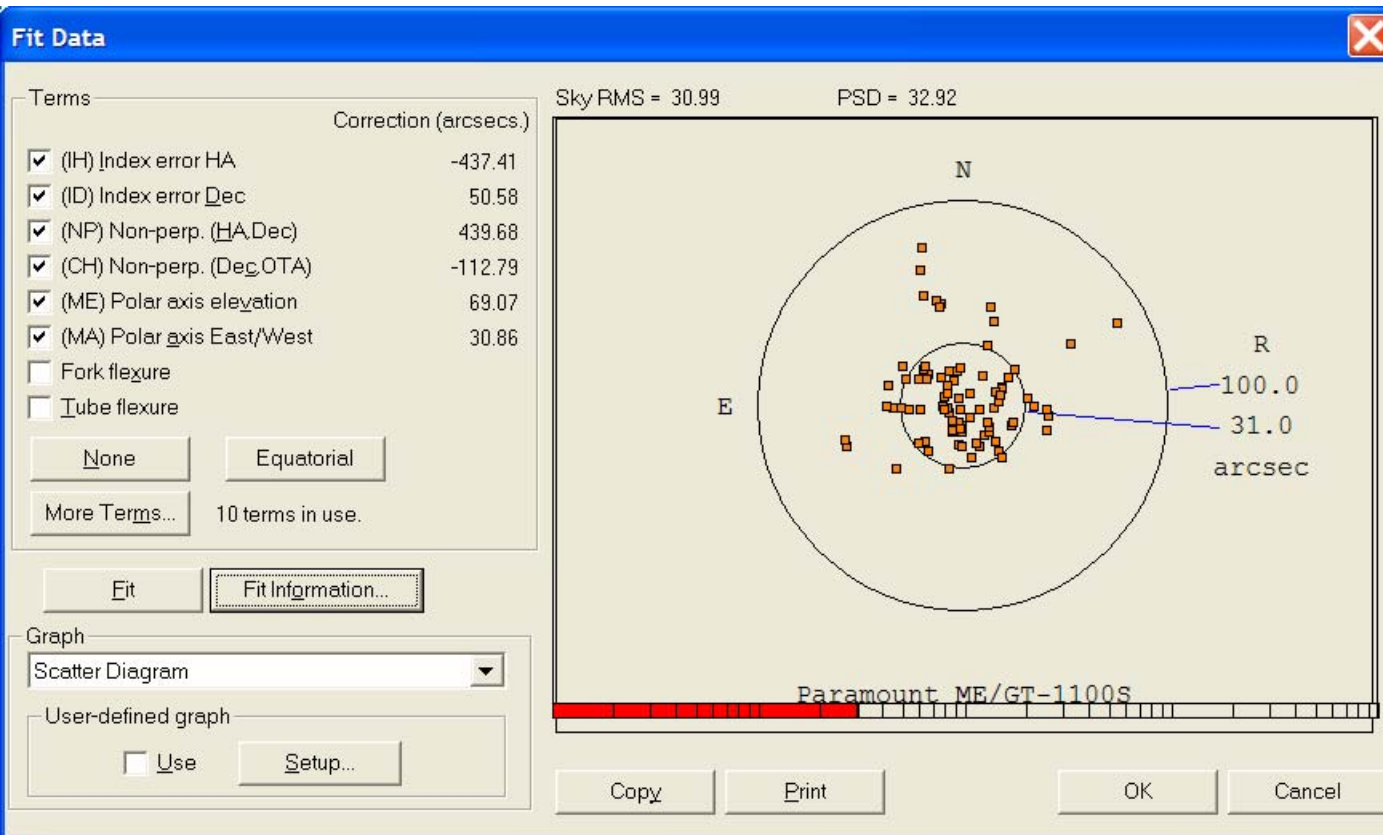 Fit Data
Terms
Correction (arcsecs.)
(IH) Index error HA -437.41
(ID) Index error Dec 50.58
(NP) Non-perp. (HA,Dec) 439.68
(CH) Non-perp. (Dec,OTA) -112.79
(ME) Polar axis elevation 69.07
(MA) Polar axis East/West 30.86
Fork flexure
Tube flexure
None Equatorial
More Terms... 10 terms in use.
Fit Fit Information...
Graph
Scatter Diagram
User-defined graph
Use Setup...
Sky RMS = 30.99 PSD = 32.92
N
E
R
100.0
31.0
arcsec
Paramount ME/GT-1100S
Copy Print OK Cancel